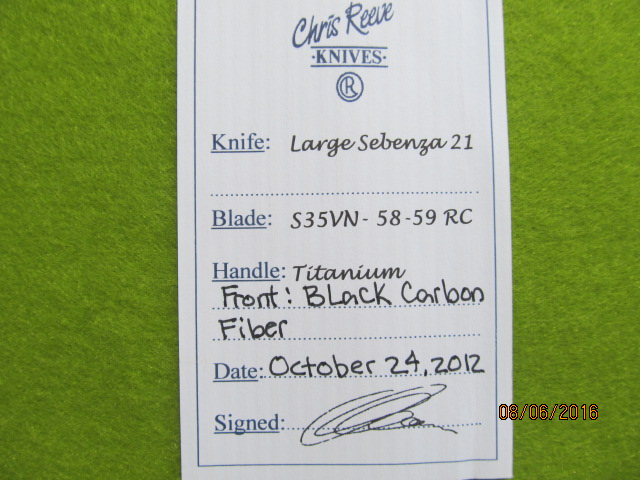 Chris Reeve
·KNIVES·
R
Knife: Large Sebenza 21
Blade: S35VN - 58 -59 RC
Handle: Titanium
Front: Black Carbon
Fiber
Date: October 24, 2012
Signed:
08/06/2016